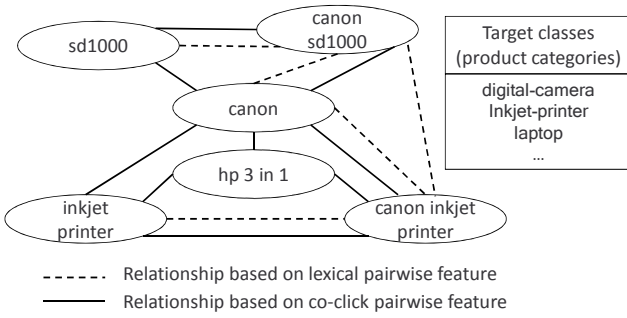 sd1000
canon
sd1000
canon
hp 3 in 1
inkjet
printer
canon inkjet
printer
Target classes
(product categories)
digital-camera
Inkjet-printer
laptop
...
Relationship based on lexical pairwise feature
Relationship based on co-click pairwise feature